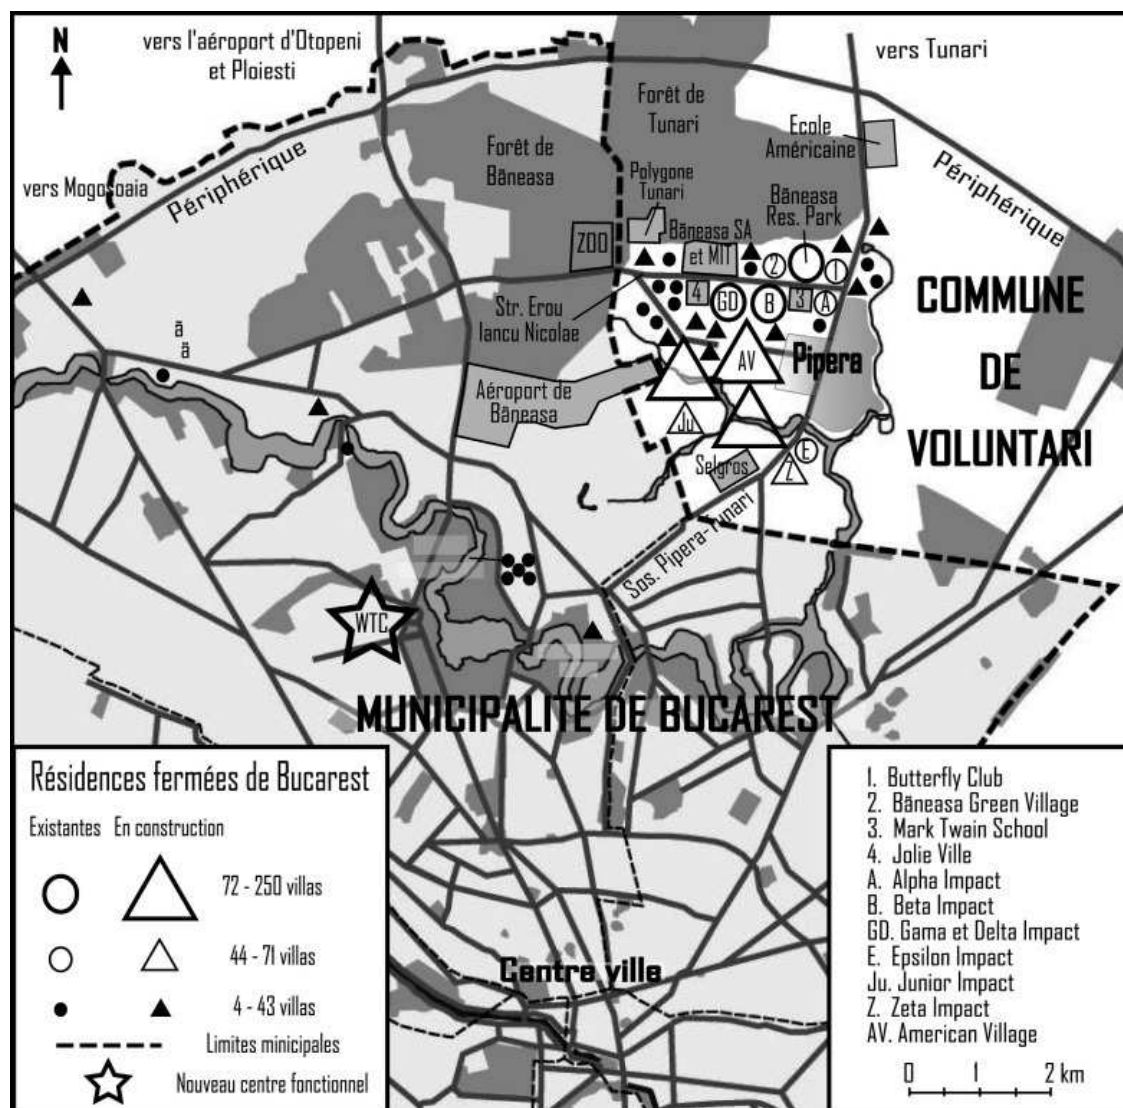 N
vers l'aéroport d'Otopeni
et Ploiesti
vers Tunari
Forêt de
Tunari
Ecole
Américaine
Forêt de
Băneasa
Périphérique
Périphérique
vers Mogosoaia
Polygone
Tunari
Băneasa
Res. Park
ZOO
Băneasa SA
et MIT
2
1
4
GD
B
3
A
COMMUNE
DE
VOLUNTARI
Str. Erou
Iancu Nicolae
ã
ã
AV
Pipera
Aéroport de
Băneasa
Ju
E
Z
Selgros
Sos. Pipera-Tunari
WTC
MUNICIPALITE DE BUCAREST
Centre ville
Résidences fermées de Bucarest
Existantes En construction
72 - 250 villas
44 - 71 villas
4 - 43 villas
Limites minicipales
Nouveau centre fonctionnel
1. Butterfly Club
2. Băneasa Green Village
3. Mark Twain School
4. Jolie Ville
A. Alpha Impact
B. Beta Impact
GD. Gama et Delta Impact
E. Epsilon Impact
Ju. Junior Impact
Z. Zeta Impact
AV. American Village
0 1 2 km